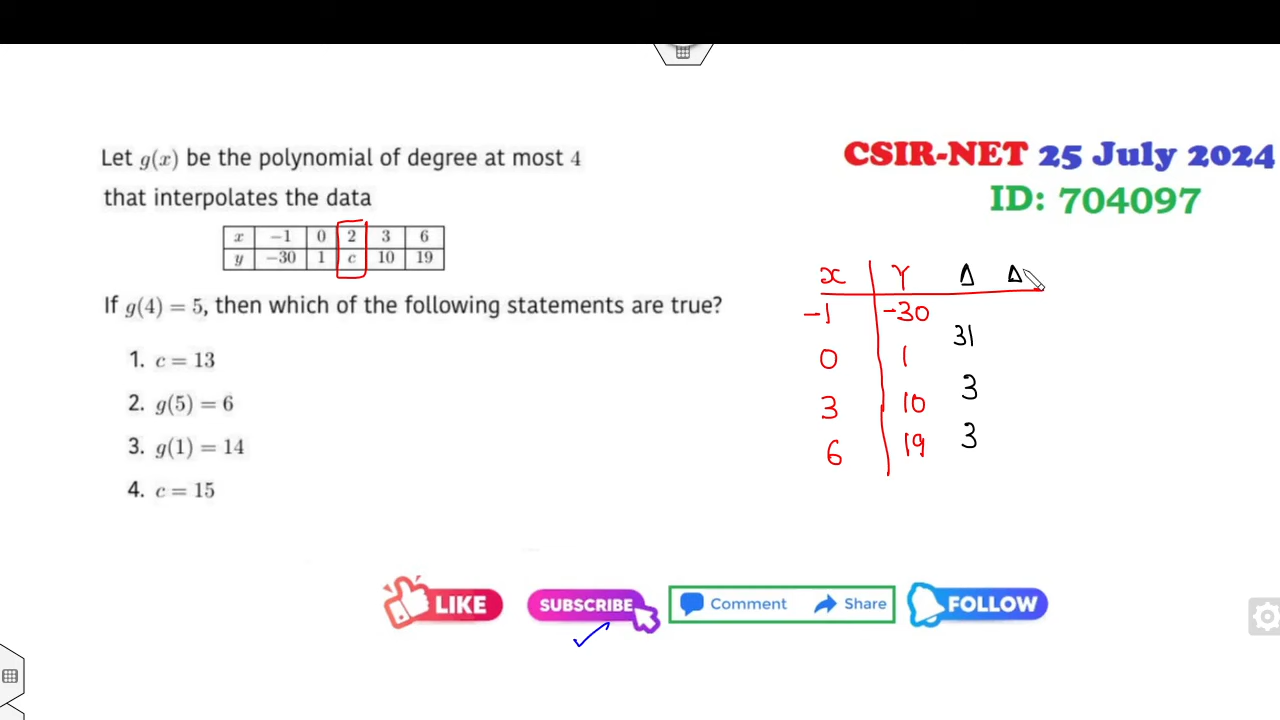 Let g(x) be the polynomial of degree at most 4
that interpolates the data
x −1 0 2 3 6
y −30 1 c 10 19
If g(4) = 5, then which of the following statements are true?
1. c = 13
2. g(5) = 6
3. g(1) = 14
4. c = 15
CSIR-NET 25 July 2024
ID: 704097
x Y Δ Δ
-1 -30
31
0 1
3
3 10
3
6 19
LIKE
SUBSCRIBE
Comment Share
FOLLOW